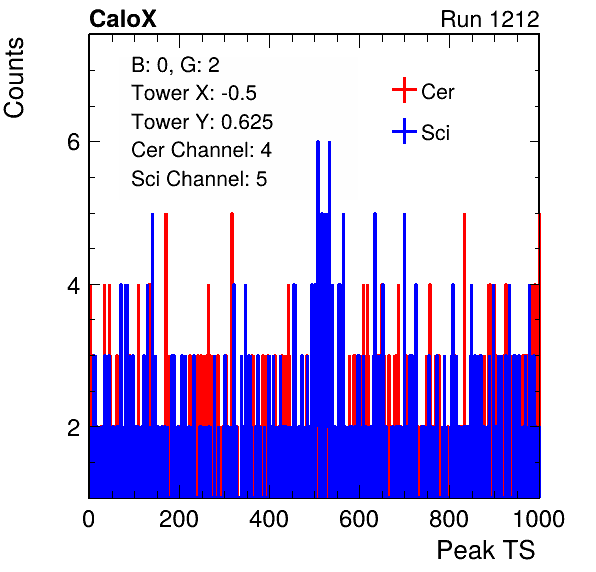 CaloX Run 1212
Counts
B: 0, G: 2
Tower X: -0.5
Tower Y: 0.625
Cer Channel: 4
Sci Channel: 5
Cer
Sci
6
4
2
0 200 400 600 800 1000
Peak TS